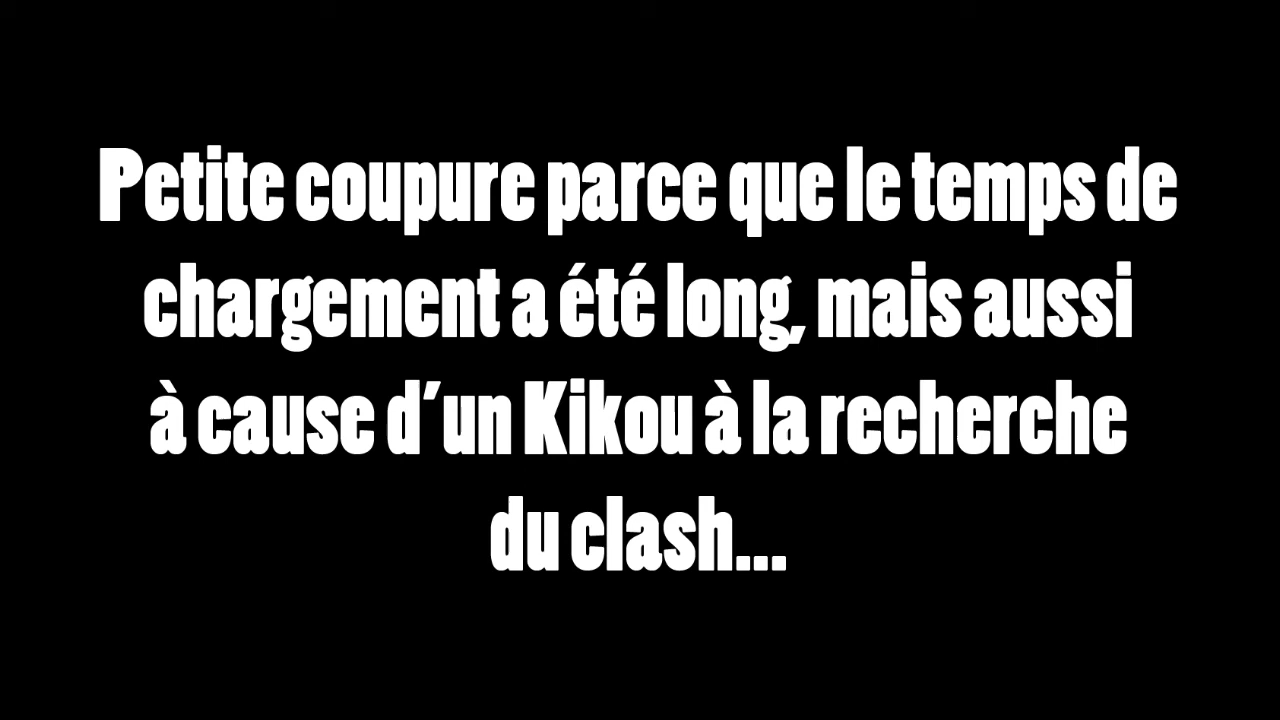 Petite coupure parce que le temps de
chargement a été long, mais aussi
à cause d'un Kikou à la recherche
du clash...